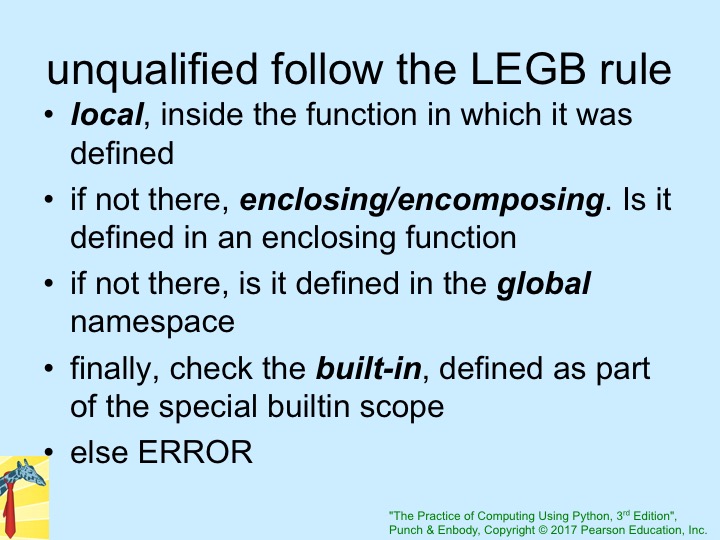 unqualified follow the LEGB rule
• local, inside the function in which it was
defined
• if not there, enclosing/encomposing. Is it
defined in an enclosing function
• if not there, is it defined in the global
namespace
• finally, check the built-in, defined as part
of the special builtin scope
• else ERROR
"The Practice of Computing Using Python, 3rd Edition",
Punch & Enbody, Copyright © 2017 Pearson Education, Inc.